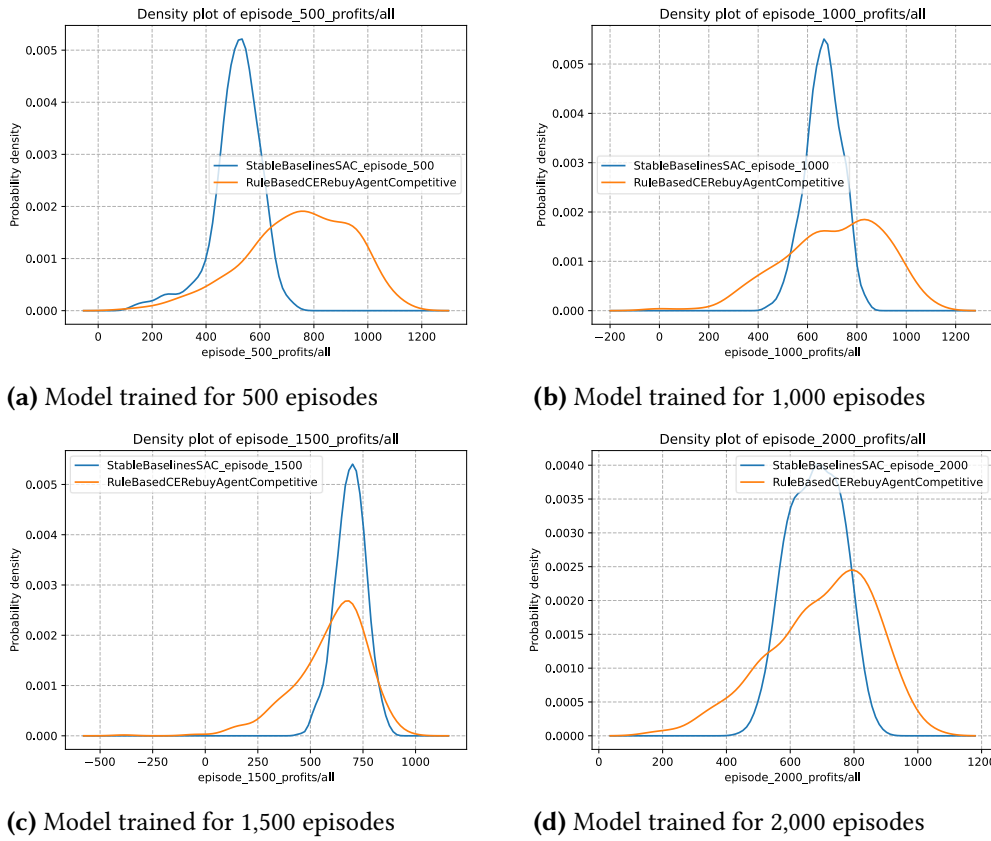 Density plot of episode_500_profits/all
Probability density
0.005
0.004
0.003
0.002
0.001
0.000
StableBaselinesSAC_episode_500
RuleBasedCERebuyAgentCompetitive
0 200 400 600 800 1000 1200
episode_500_profits/all
(a) Model trained for 500 episodes
Density plot of episode_1000_profits/all
Probability density
0.005
0.004
0.003
0.002
0.001
0.000
StableBaselinesSAC_episode_1000
RuleBasedCERebuyAgentCompetitive
−200 0 200 400 600 800 1000 1200
episode_1000_profits/all
(b) Model trained for 1,000 episodes
Density plot of episode_1500_profits/all
Probability density
StableBaselinesSAC_episode_1500
RuleBasedCERebuyAgentCompetitive
0.005
0.004
0.003
0.002
0.001
0.000
−500 −250 0 250 500 750 1000
episode_1500_profits/all
(c) Model trained for 1,500 episodes
Density plot of episode_2000_profits/all
Probability density
StableBaselinesSAC_episode_2000
RuleBasedCERebuyAgentCompetitive
0.0040
0.0035
0.0030
0.0025
0.0020
0.0015
0.0010
0.0005
0.0000
0 200 400 600 800 1000 1200
episode_2000_profits/all
(d) Model trained for 2,000 episodes